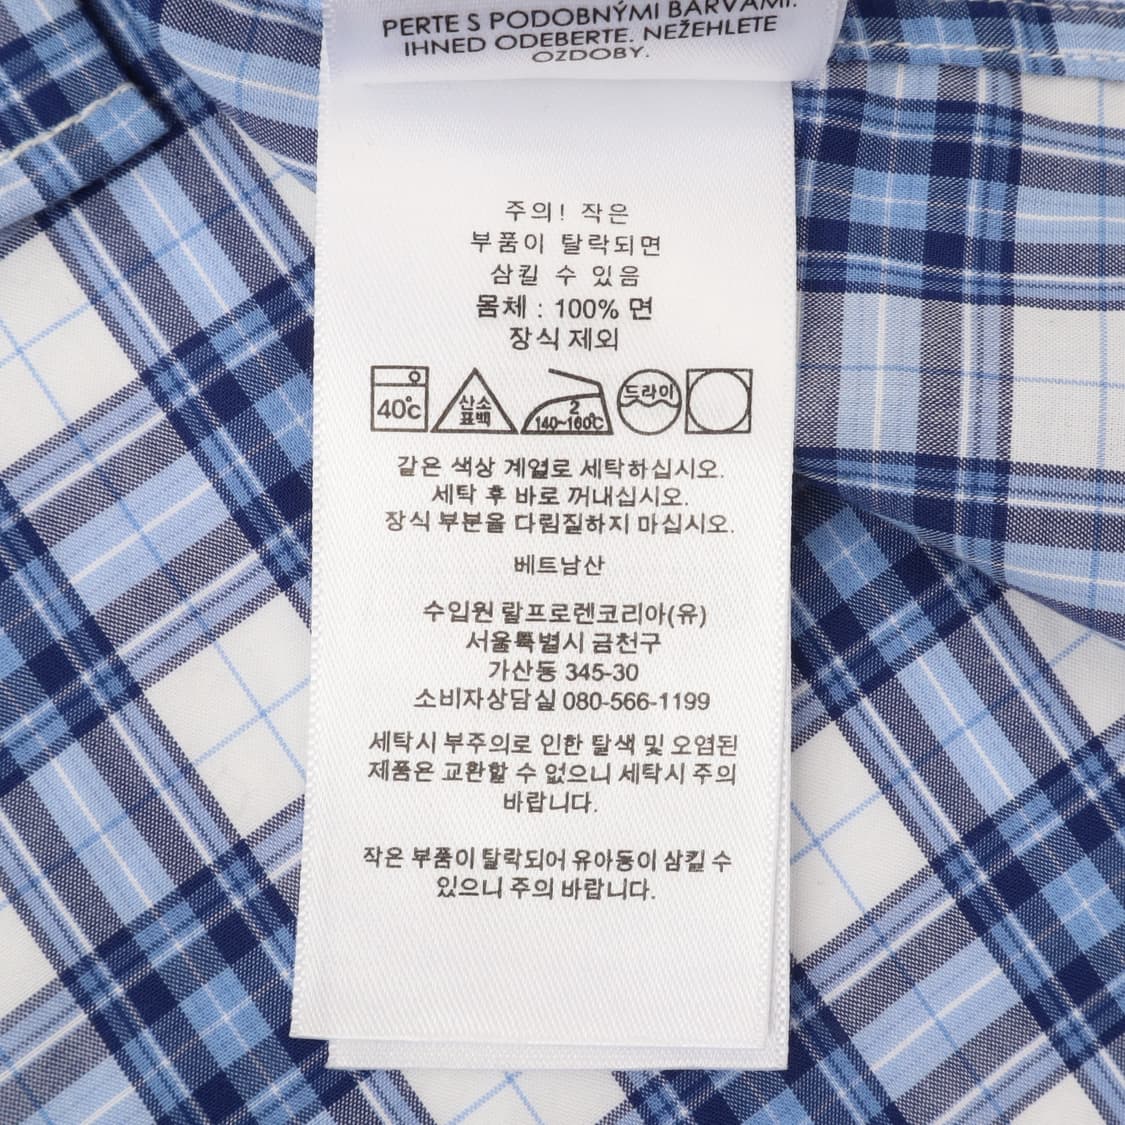 PERTE S PODOBNÝMI BARVAMI.
IHNED ODEBERTE. NEŽEHLETE
OZDOBY.
주의! 작은
부품이 탈락되면
삼킬 수 있음
몸체 : 100% 면
장식 제외
40℃ 산소 표백 2 140~160℃ 드라이
같은 색상 계열로 세탁하십시오.
세탁 후 바로 꺼내십시오.
장식 부분을 다림질하지 마십시오.
베트남산
수입원 랄프로렌코리아(유)
서울특별시 금천구
가산동 345-30
소비자상담실 080-566-1199
세탁시 부주의로 인한 탈색 및 오염된
제품은 교환할 수 없으니 세탁시 주의
바랍니다.
작은 부품이 탈락되어 유아동이 삼킬 수
있으니 주의 바랍니다.